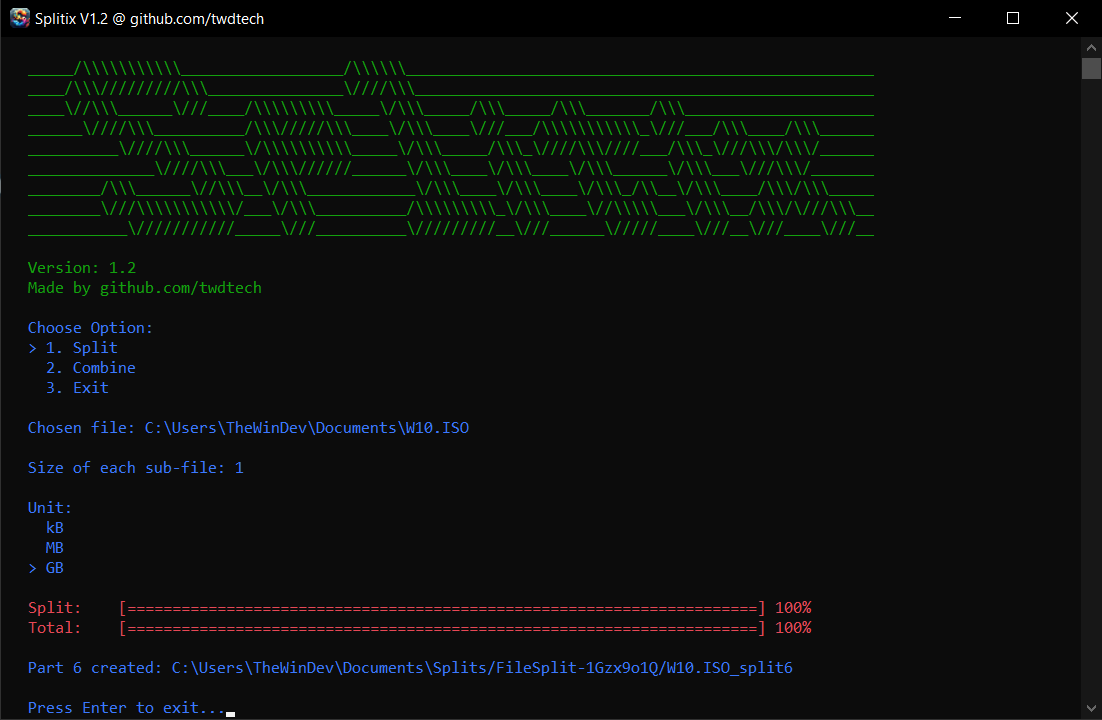 Splitix V1.2 @ github.com/twdtech
Version: 1.2
Made by github.com/twdtech
Choose Option:
> 1. Split
2. Combine
3. Exit
Chosen file: C:\Users\TheWinDev\Documents\W10.ISO
Size of each sub-file: 1
Unit:
kB
MB
> GB
Split: [======================================================================] 100%
Total: [======================================================================] 100%
Part 6 created: C:\Users\TheWinDev\Documents\Splits/FileSplit-1Gzx9o1Q/W10.ISO_split6
Press Enter to exit...